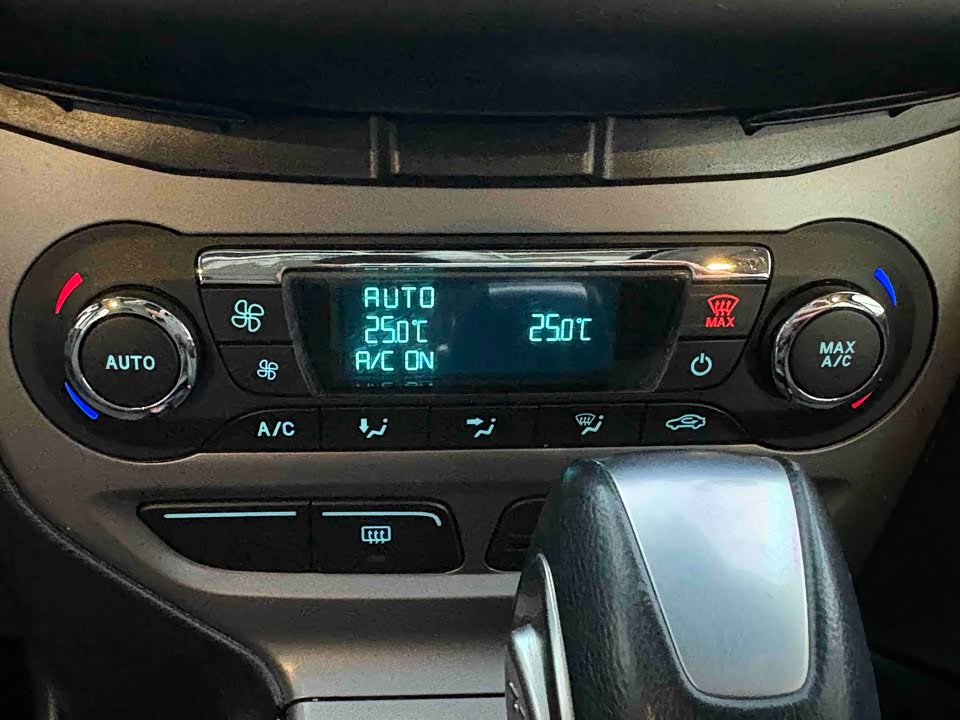 AUTO
25.0°C 25.0°C
A/C ON
MAX
AUTO
MAX
A/C
A/C